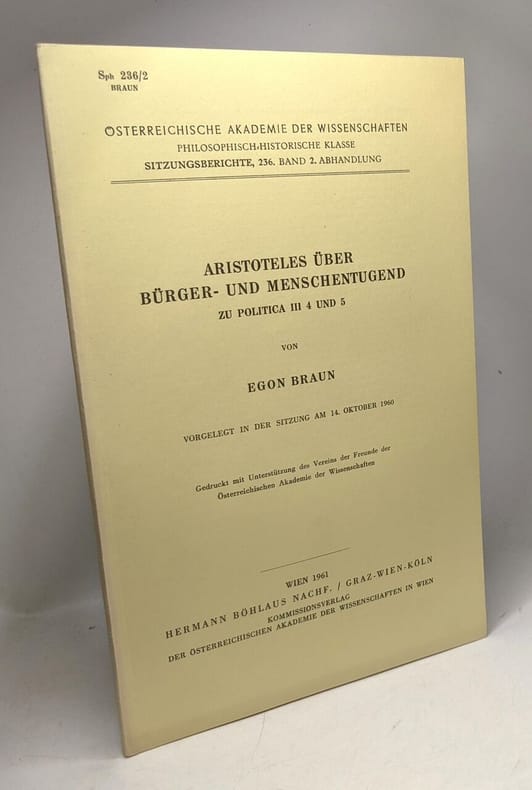 Sph 236/2
BRAUN
ÖSTERREICHISCHE AKADEMIE DER WISSENSCHAFTEN
PHILOSOPHISCH-HISTORISCHE KLASSE
SITZUNGSBERICHTE, 236. BAND 2. ABHANDLUNG
ARISTOTELES ÜBER
BÜRGER- UND MENSCHENTUGEND
ZU POLITICA III 4 UND 5
VON
EGON BRAUN
VORGELEGT IN DER SITZUNG AM 14. OKTOBER 1960
Gedruckt mit Unterstützung des Vereins der Freunde der
Österreichischen Akademie der Wissenschaften
WIEN 1961
HERMANN BÖHLAUS NACHF. / GRAZ-WIEN-KÖLN
KOMMISSIONSVERLAG
DER ÖSTERREICHISCHEN AKADEMIE DER WISSENSCHAFTEN IN WIEN